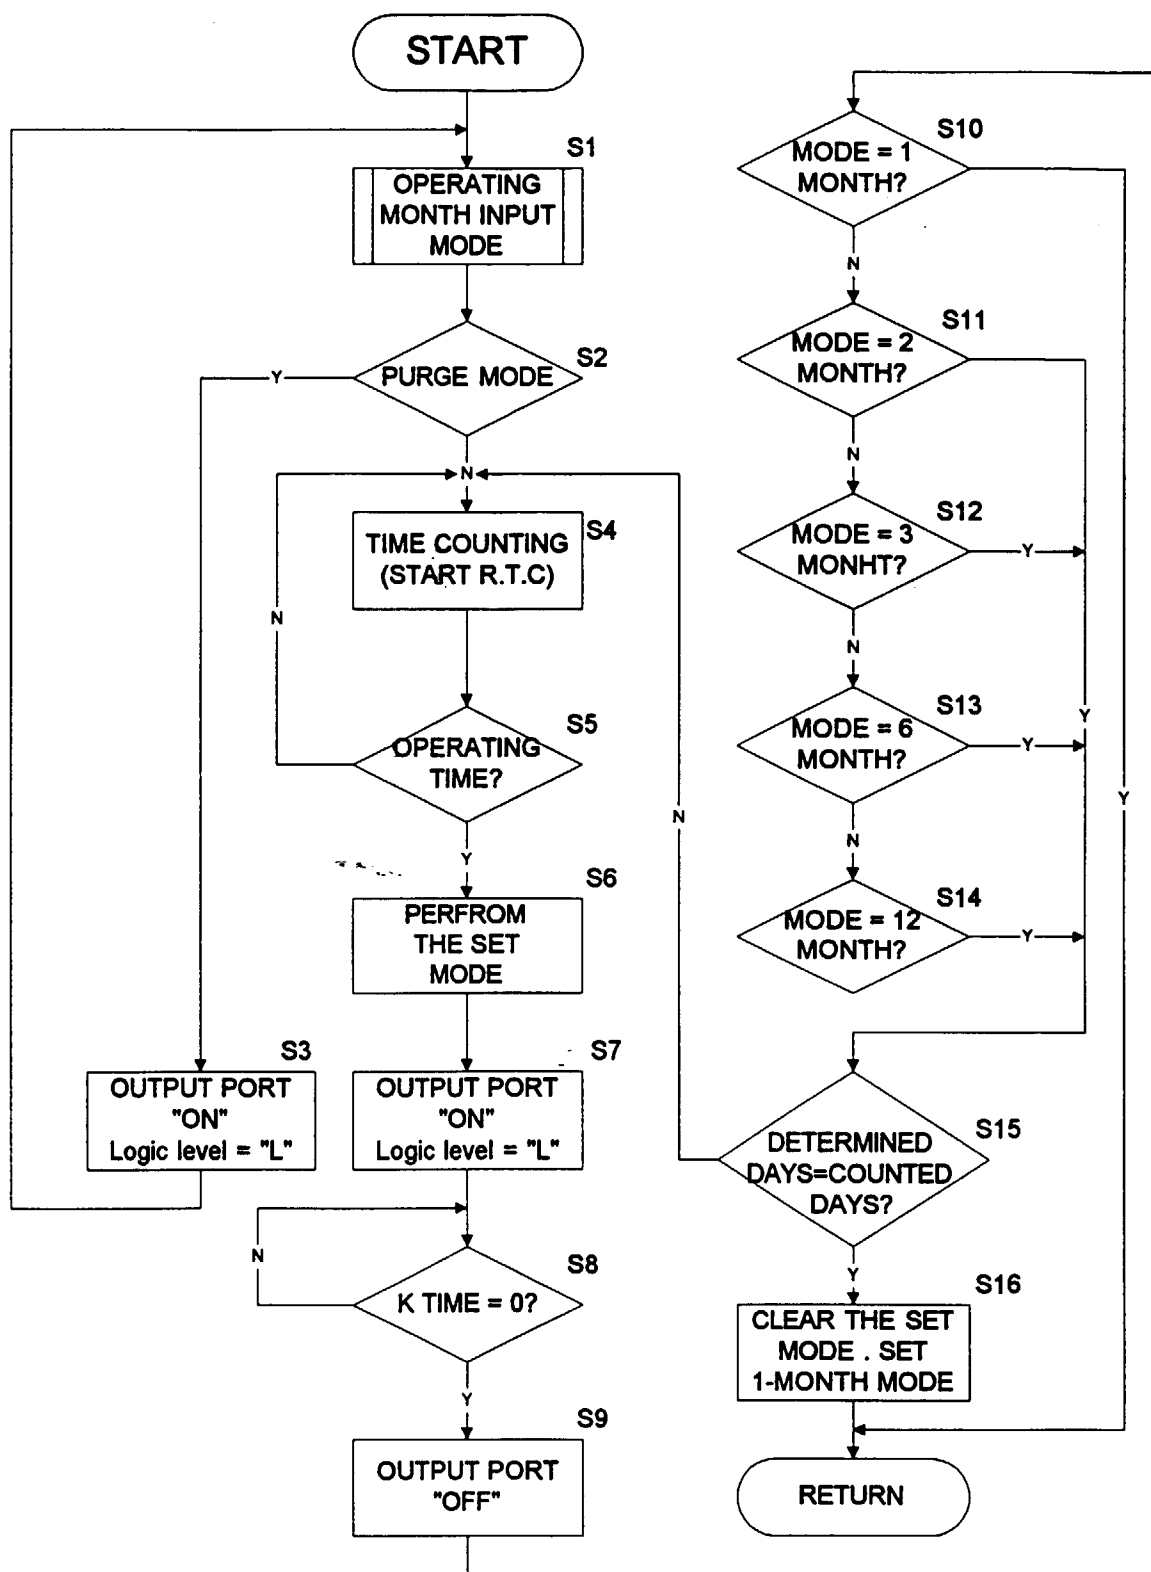 START
S1
OPERATING
MONTH INPUT
MODE
S2
PURGE MODE
Y
N
S4
TIME COUNTING
(START R.T.C)
N
S5
OPERATING
TIME?
Y
S6
PERFROM
THE SET
MODE
S3
OUTPUT PORT
"ON"
Logic level = "L"
S7
OUTPUT PORT
"ON"
Logic level = "L"
N
S8
K TIME = 0?
Y
S9
OUTPUT PORT
"OFF"
S10
MODE = 1
MONTH?
N
Y
S11
MODE = 2
MONTH?
N
Y
S12
MODE = 3
MONHT?
Y
N
S13
MODE = 6
MONTH?
Y
N
S14
MODE = 12
MONTH?
Y
N
S15
DETERMINED
DAYS=COUNTED
DAYS?
Y
S16
CLEAR THE SET
MODE . SET
1-MONTH MODE
RETURN